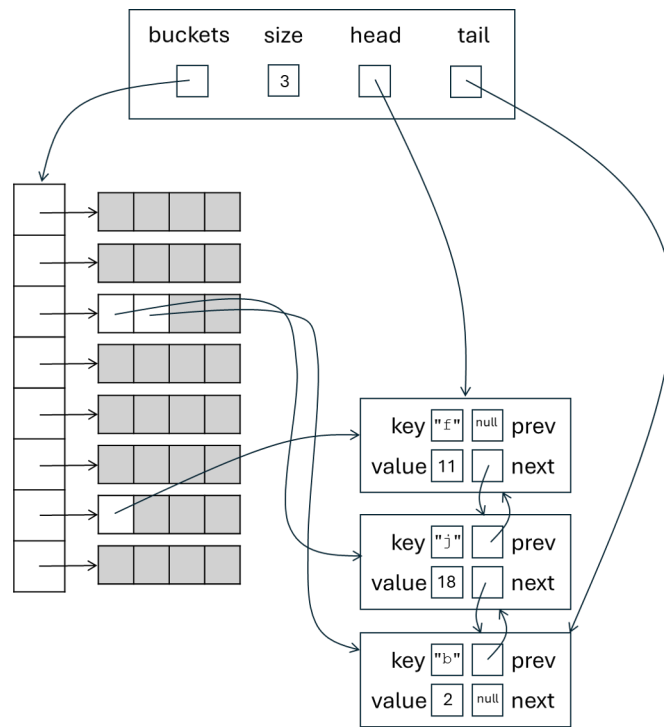 buckets size head tail
3
key "f" null prev
value 11 next
key "j" prev
value 18 next
key "b" prev
value 2 null next